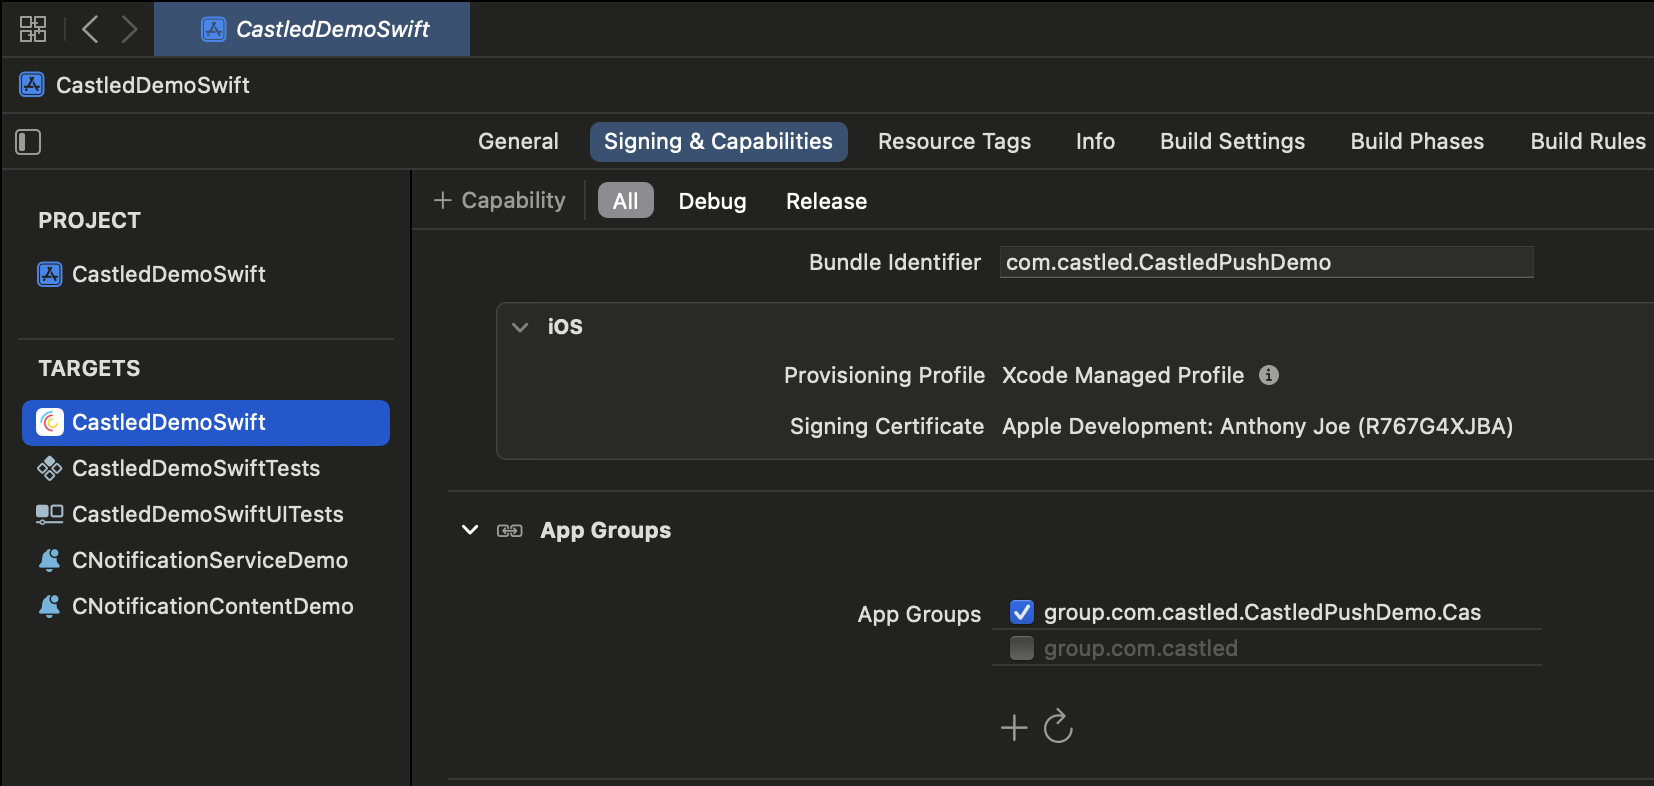 CastledDemoSwift
CastledDemoSwift
General Signing & Capabilities Resource Tags Info Build Settings Build Phases Build Rules
PROJECT
CastledDemoSwift
TARGETS
CastledDemoSwift
CastledDemoSwiftTests
CastledDemoSwiftUITests
CNotificationServiceDemo
CNotificationContentDemo
+ Capability All Debug Release
Bundle Identifier com.castled.CastledPushDemo
iOS
Provisioning Profile Xcode Managed Profile
Signing Certificate Apple Development: Anthony Joe (R767G4XJBA)
App Groups
App Groups group.com.castled.CastledPushDemo.Cas
group.com.castled